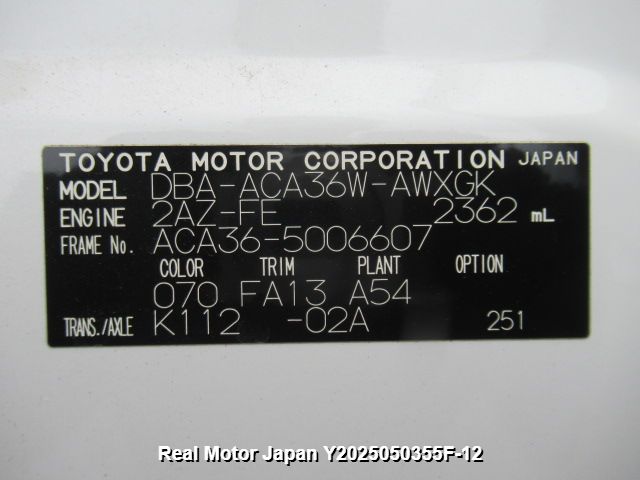 TOYOTA MOTOR CORPORATION JAPAN
MODEL DBA-ACA36W-AWXGK
ENGINE 2AZ-FE 2362 mL
FRAME No. ACA36-5006607
COLOR TRIM PLANT OPTION
070 FA13 A54
TRANS./AXLE K112 -02A 251
Real Motor Japan Y2025050355F-12